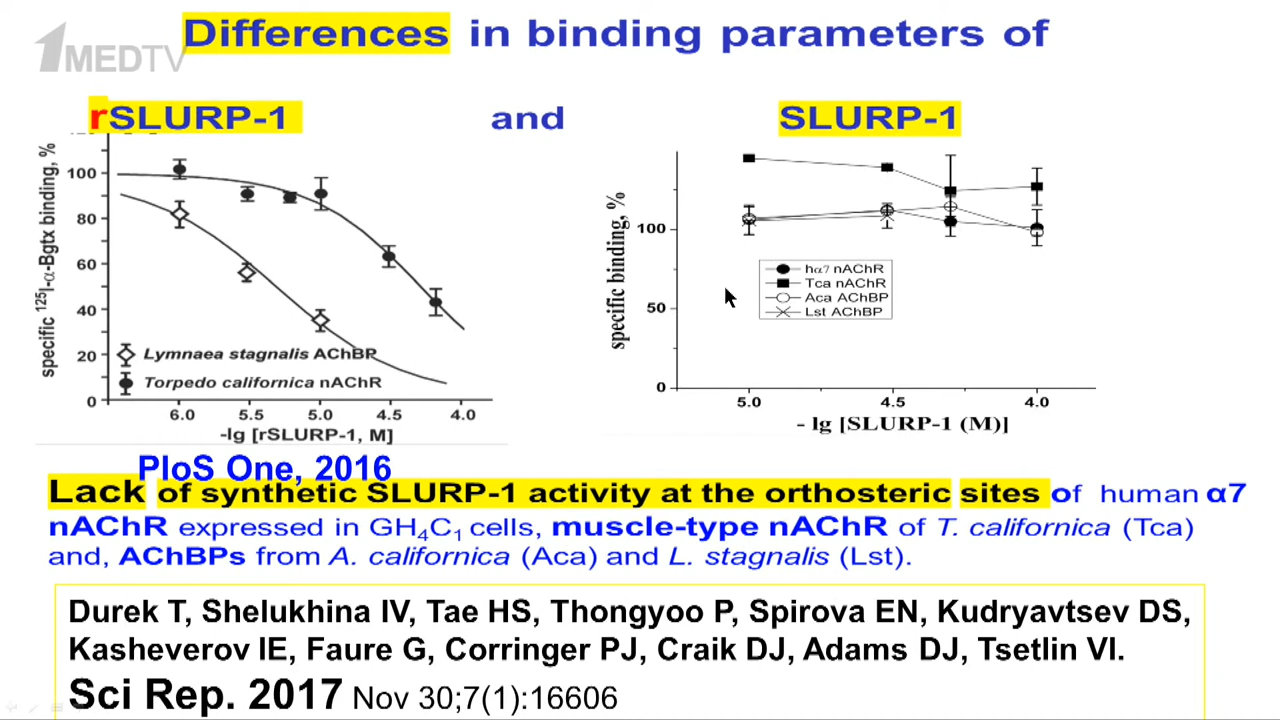 1MEDTV
Differences in binding parameters of
rSLURP-1 and SLURP-1
specific ¹²⁵I-α-Bgtx binding, %
100
80
60
40
20
0
Lymnaea stagnalis AChBP
Torpedo californica nAChR
6.0 5.5 5.0 4.5 4.0
-lg [rSLURP-1, M]
specific binding, %
100
50
0
hα7 nAChR
Tca nAChR
Aca AChBP
Lst AChBP
5.0 4.5 4.0
- lg [SLURP-1 (M)]
PloS One, 2016
Lack of synthetic SLURP-1 activity at the orthosteric sites of human α7
nAChR expressed in GH₄C₁ cells, muscle-type nAChR of T. californica (Tca)
and, AChBPs from A. californica (Aca) and L. stagnalis (Lst).
Durek T, Shelukhina IV, Tae HS, Thongyoo P, Spirova EN, Kudryavtsev DS,
Kasheverov IE, Faure G, Corringer PJ, Craik DJ, Adams DJ, Tsetlin VI.
Sci Rep. 2017 Nov 30;7(1):16606